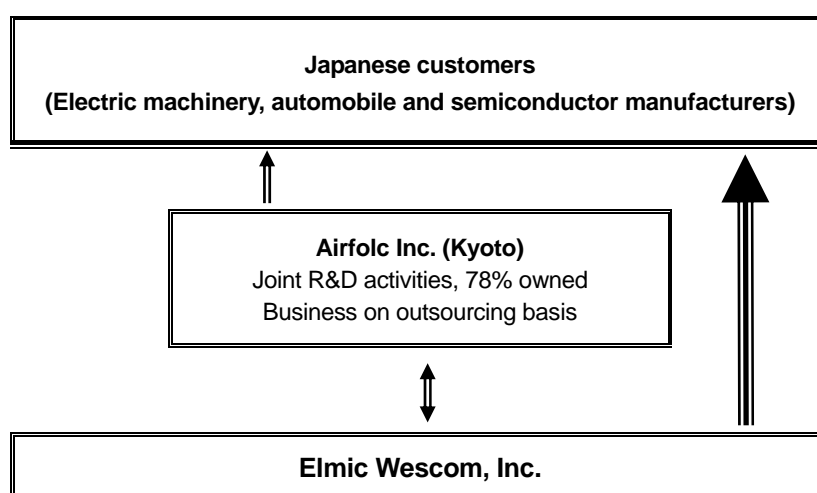 Japanese customers
(Electric machinery, automobile and semiconductor manufacturers)
Airfolc Inc. (Kyoto)
Joint R&D activities, 78% owned
Business on outsourcing basis
Elmic Wescom, Inc.